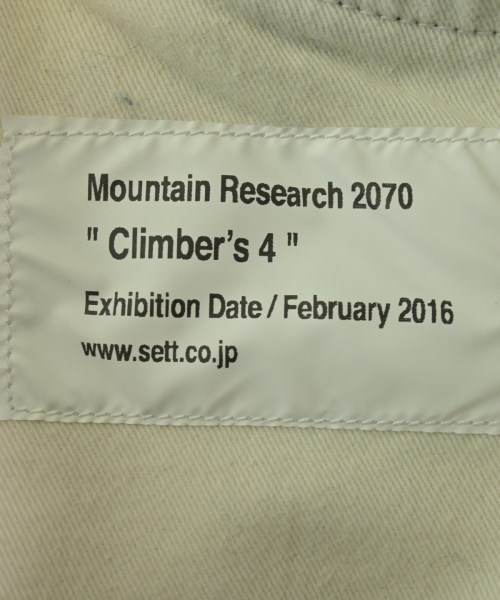 Mountain Research 2070
" Climber's 4 "
Exhibition Date / February 2016
www.sett.co.jp